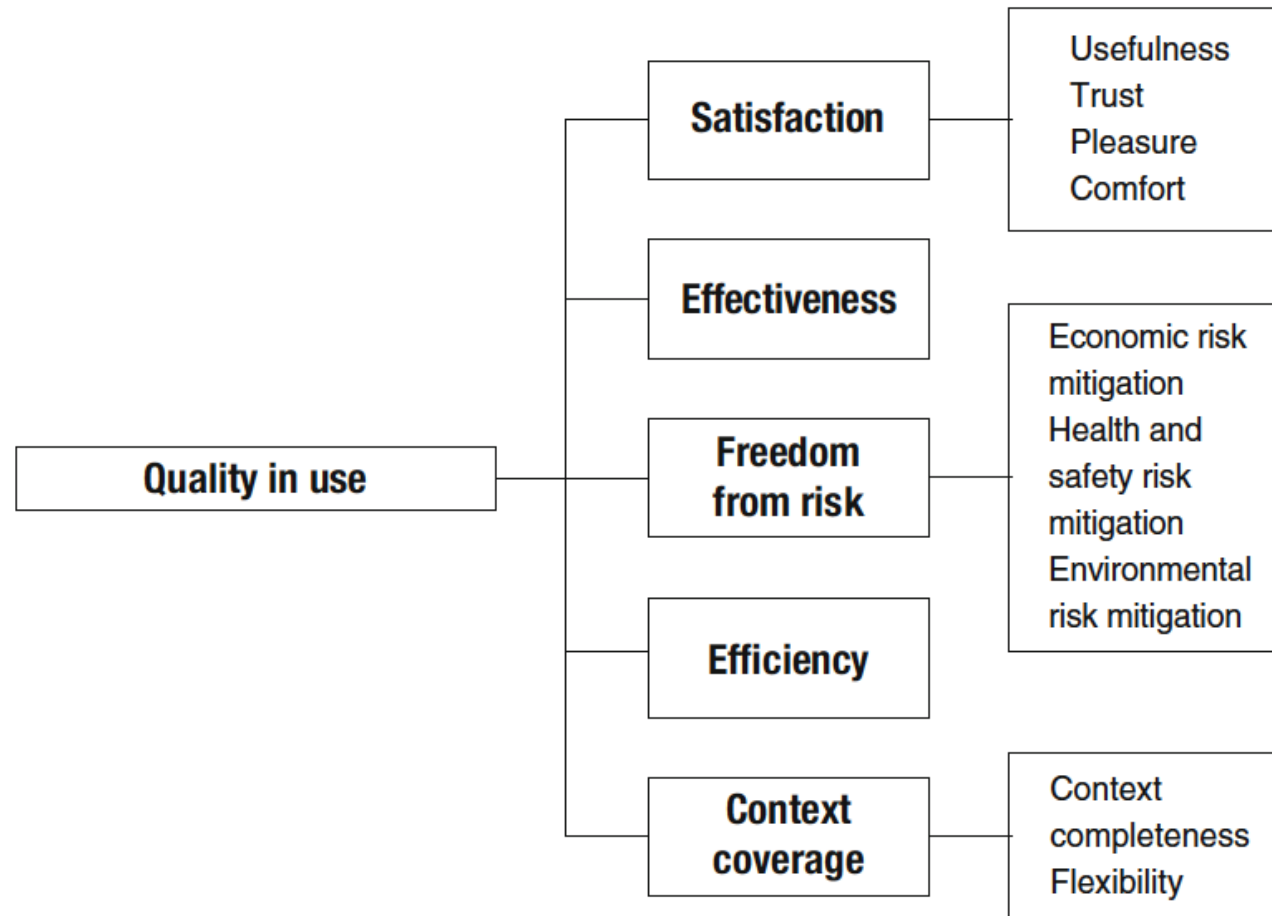 Quality in use
Satisfaction
Usefulness
Trust
Pleasure
Comfort
Effectiveness
Freedom
from risk
Economic risk
mitigation
Health and
safety risk
mitigation
Environmental
risk mitigation
Efficiency
Context
coverage
Context
completeness
Flexibility